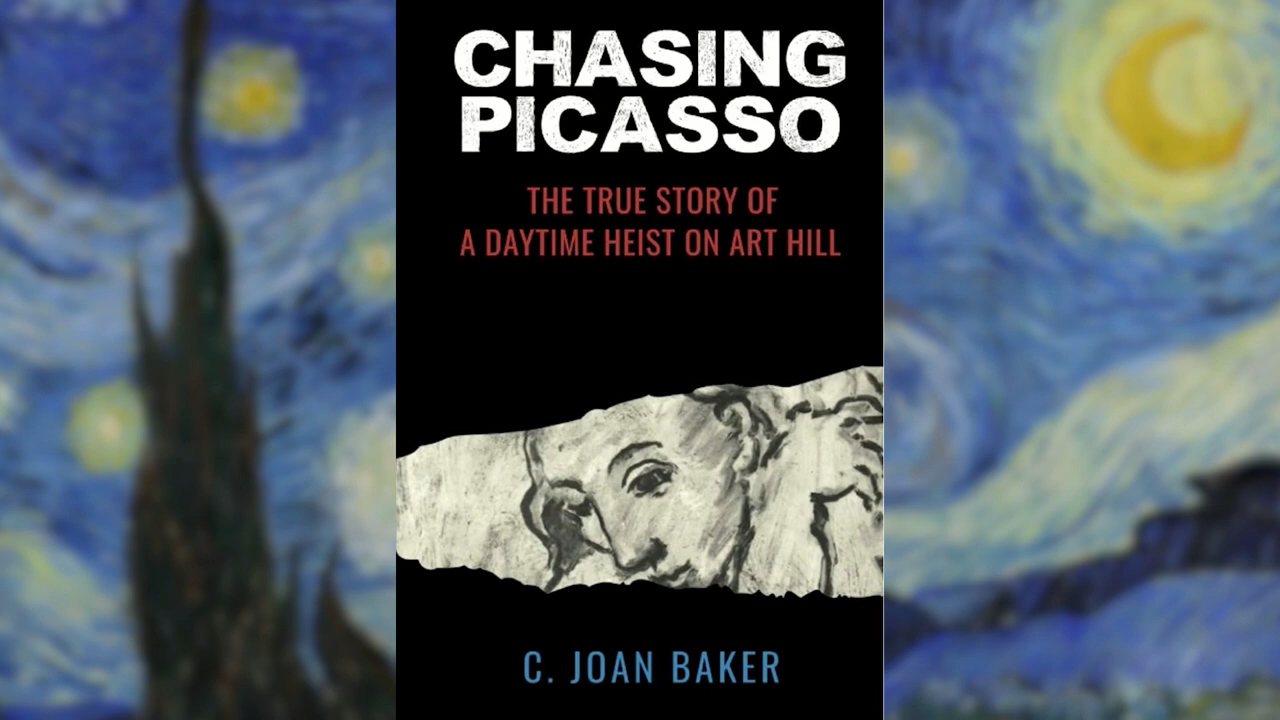 CHASING
PICASSO
THE TRUE STORY OF
A DAYTIME HEIST ON ART HILL
C. JOAN BAKER